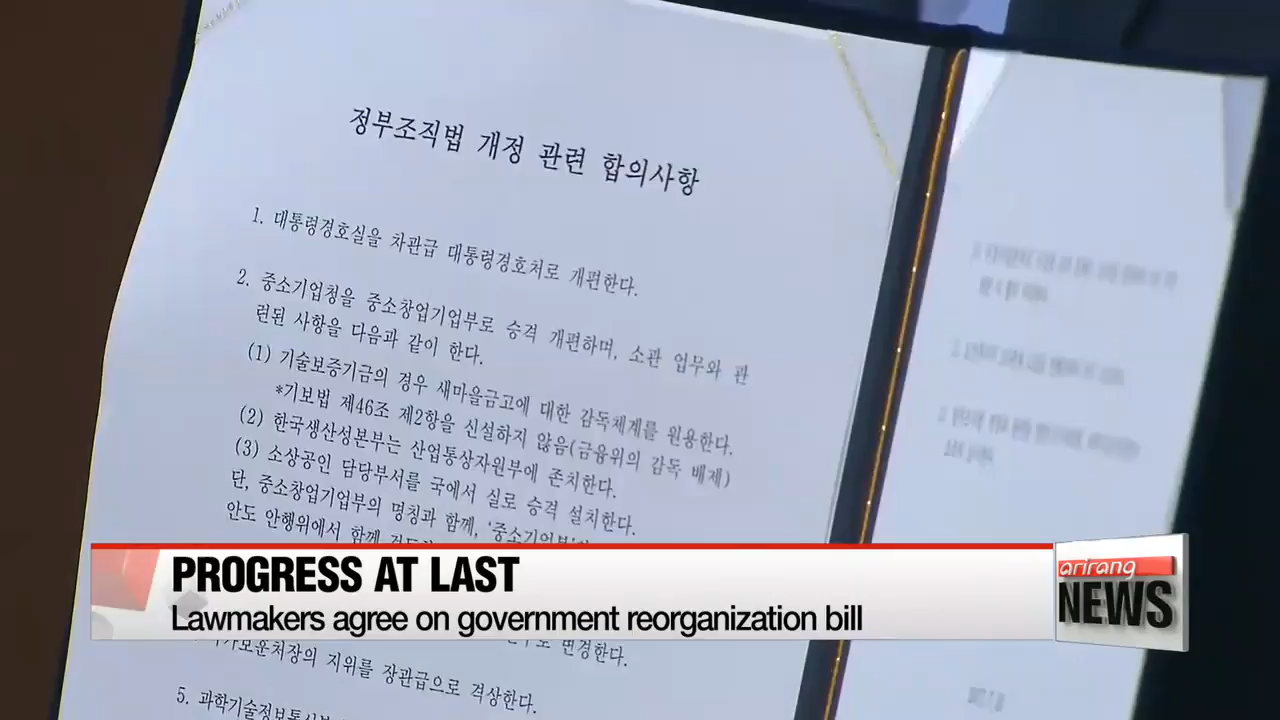 정부조직법 개정 관련 합의사항
1. 대통령경호실을 차관급 대통령경호처로 개편한다.
2. 중소기업청을 중소창업기업부로 승격 개편하며, 소관 업무와 관
련된 사항을 다음과 같이 한다.
(1) 기술보증기금의 경우 새마을금고에 대한 감독체계를 원용한다.
*기보법 제46조 제2항을 신설하지 않음(금융위의 감독 배제)
(2) 한국생산성본부는 산업통상자원부에 존치한다.
(3) 소상공인 담당부서를 국에서 실로 승격 설치한다.
단, 중소창업기업부의 명칭과 함께, '중소기업부'
안도 안행위에서 함께
PROGRESS AT LAST
Lawmakers agree on government reorganization bill
arirang
NEWS
변경한다.
지위를 장관급으로 격상한다.
5. 과학기술정보통신부